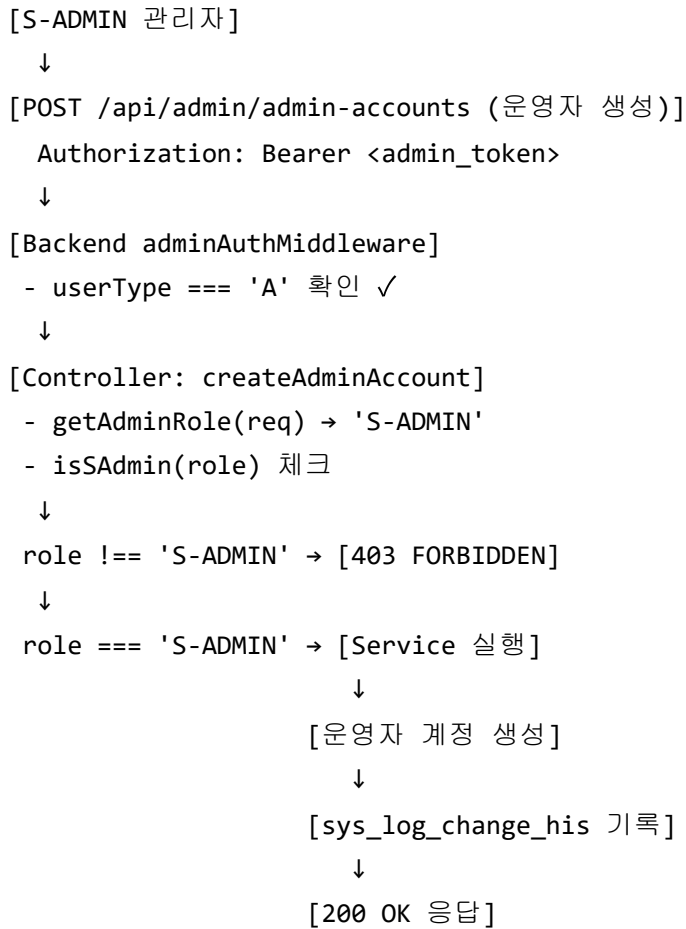 [S-ADMIN 관리자]
↓
[POST /api/admin/admin-accounts (운영자 생성)]
Authorization: Bearer <admin_token>
↓
[Backend adminAuthMiddleware]
- userType === 'A' 확인 ✓
↓
[Controller: createAdminAccount]
- getAdminRole(req) → 'S-ADMIN'
- isSAdmin(role) 체크
↓
role !== 'S-ADMIN' → [403 FORBIDDEN]
↓
role === 'S-ADMIN' → [Service 실행]
↓
[운영자 계정 생성]
↓
[sys_log_change_his 기록]
↓
[200 OK 응답]